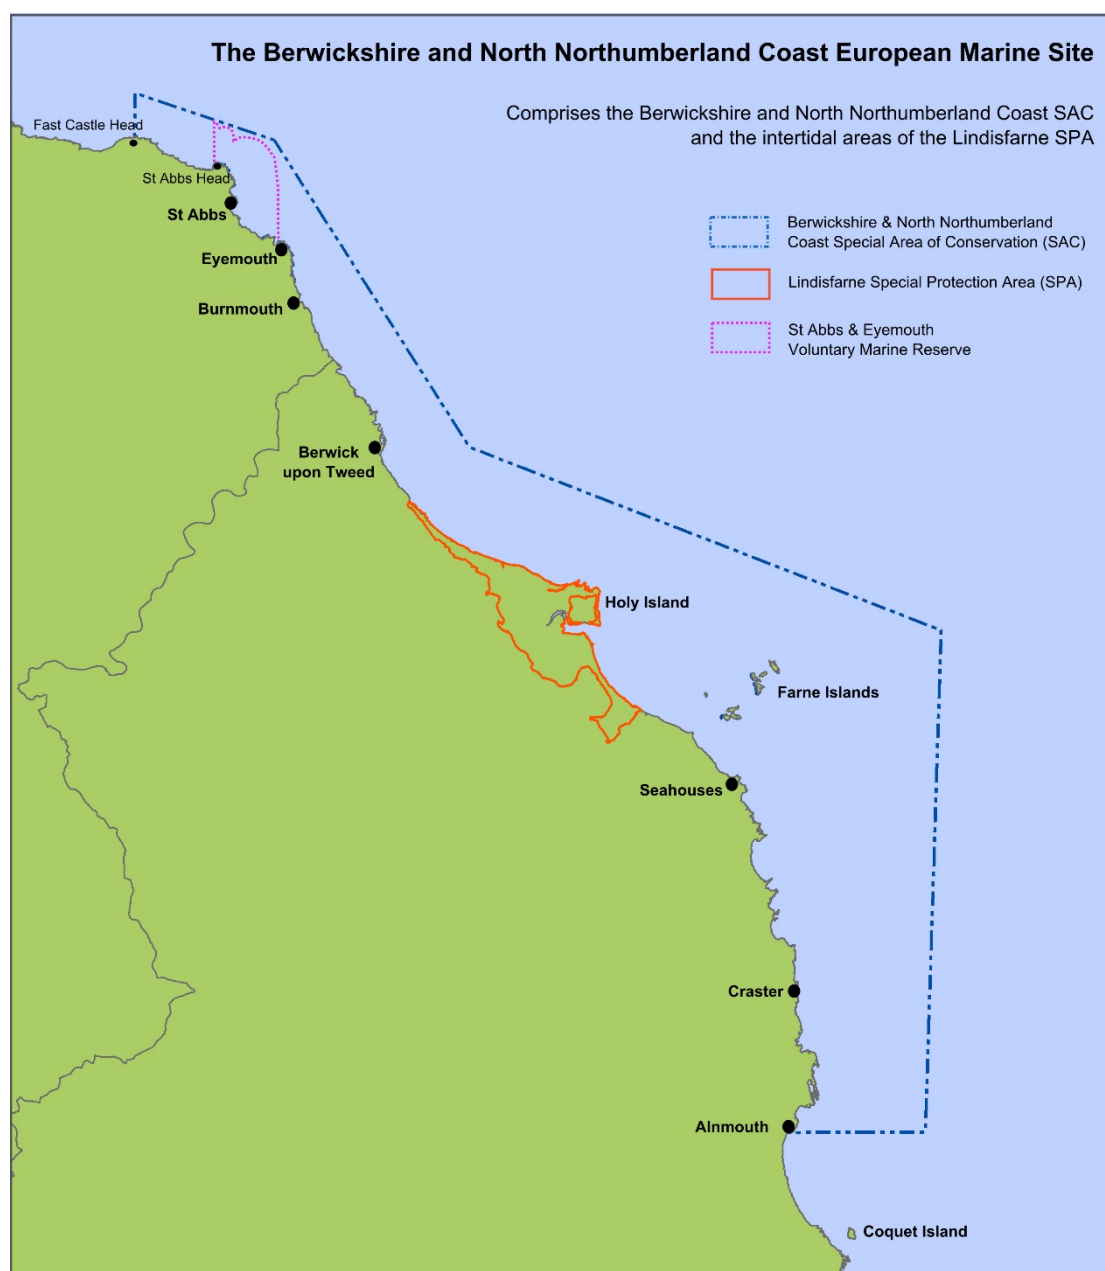 The Berwickshire and North Northumberland Coast European Marine Site
Comprises the Berwickshire and North Northumberland Coast SAC
and the intertidal areas of the Lindisfarne SPA
Fast Castle Head
St Abbs Head
St Abbs
Eyemouth
Burnmouth
Berwickshire & North Northumberland
Coast Special Area of Conservation (SAC)
Lindisfarne Special Protection Area (SPA)
St Abbs & Eyemouth
Voluntary Marine Reserve
Berwick
upon Tweed
Holy Island
Farne Islands
Seahouses
Craster
Alnmouth
Coquet Island